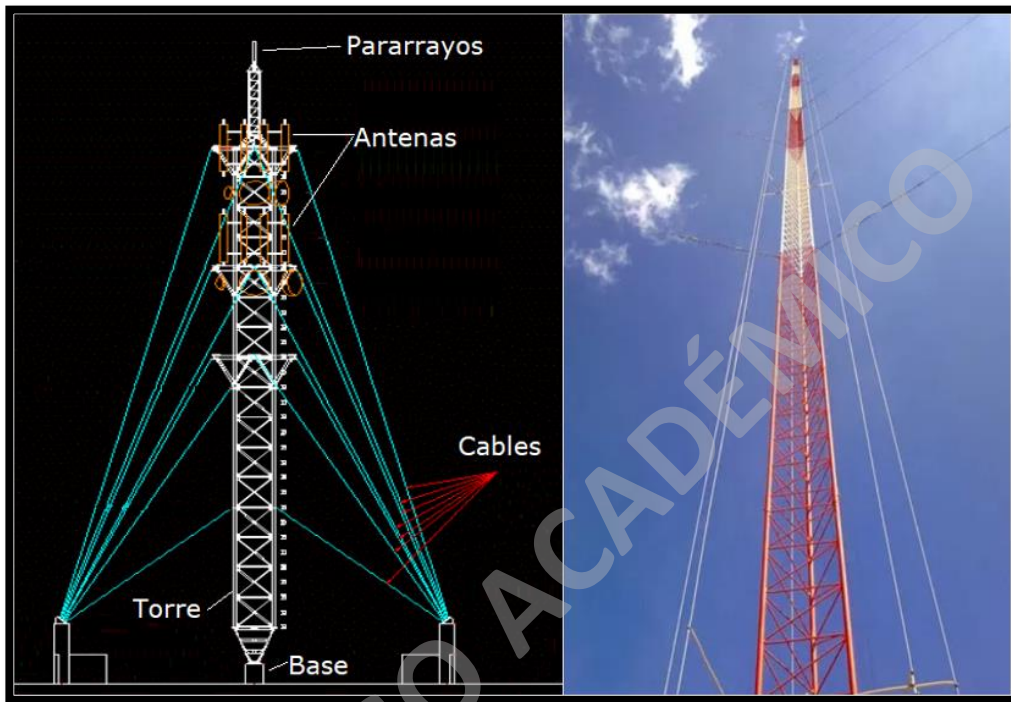 Pararrayos
Antenas
Cables
Torre
Base
O ACADÉMICO